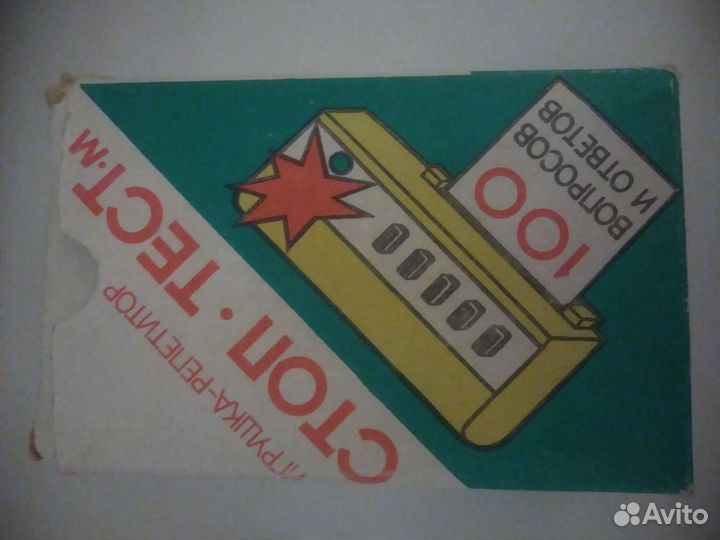 ИГРУШКА-РЕПЕТИТОР
СТОП·ТЕСТ·М
100
ВОПРОСОВ
И ОТВЕТОВ
Avito